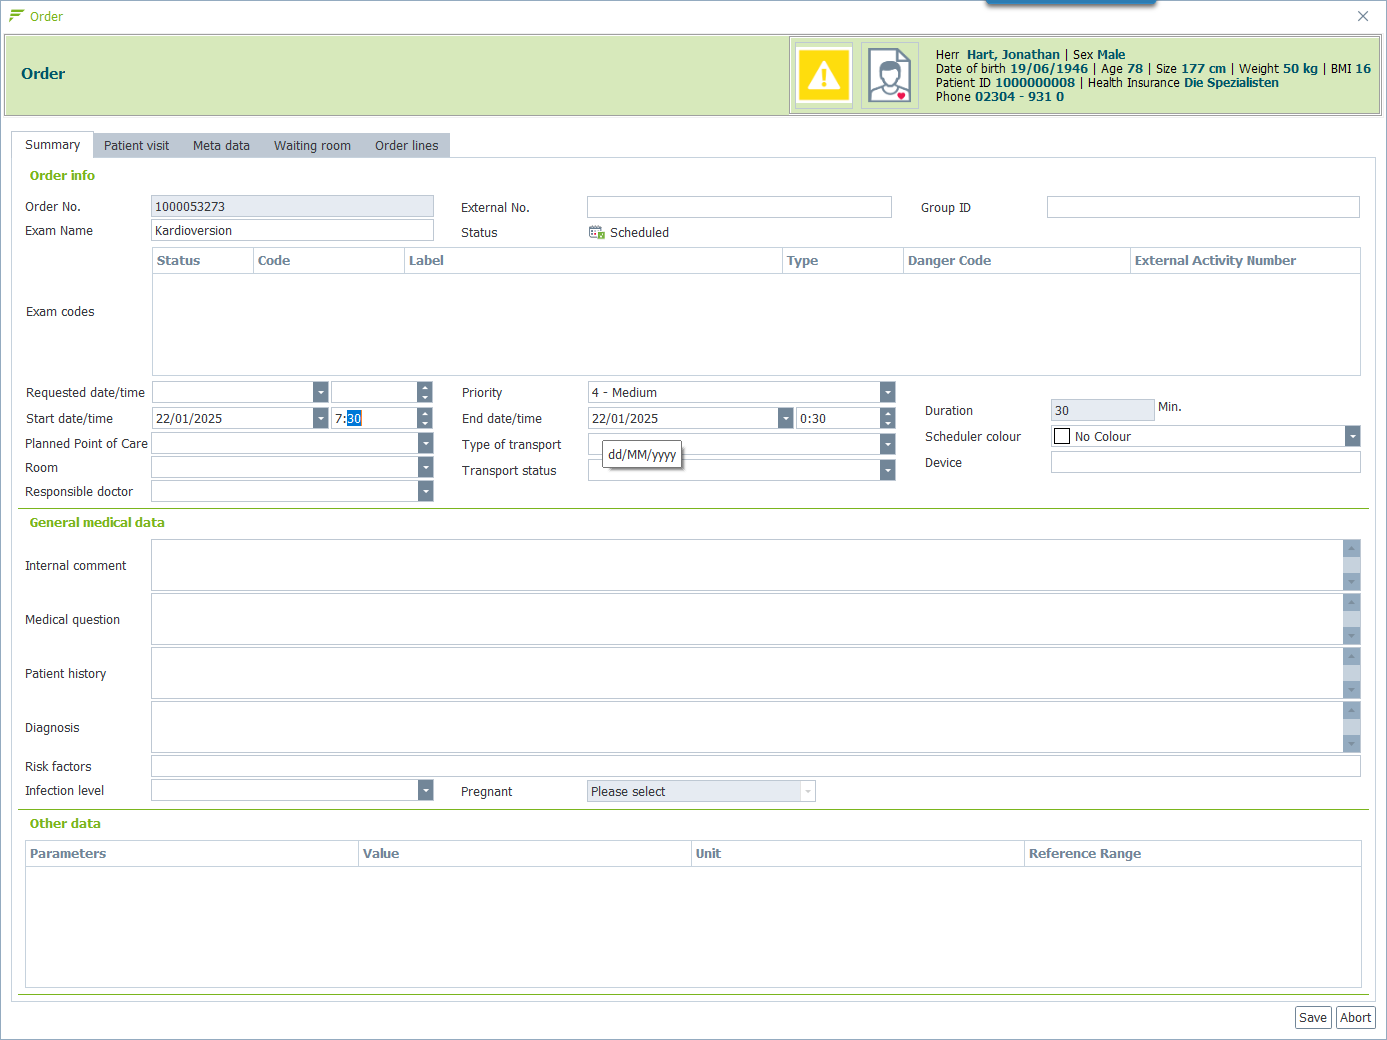 Order
Order
Herr Hart, Jonathan | Sex Male
Date of birth 19/06/1946 | Age 78 | Size 177 cm | Weight 50 kg | BMI 16
Patient ID 1000000008 | Health Insurance Die Spezialisten
Phone 02304 - 931 0
Summary Patient visit Meta data Waiting room Order lines
Order info
Order No. 1000053273 External No. Group ID
Exam Name Kardioversion Status Scheduled
Status Code Label Type Danger Code External Activity Number
Exam codes
Requested date/time Priority 4 - Medium
Start date/time 22/01/2025 7:30 End date/time 22/01/2025 0:30 Duration 30 Min.
Planned Point of Care Type of transport Scheduler colour No Colour
dd/MM/yyyy
Room Transport status Device
Responsible doctor
General medical data
Internal comment
Medical question
Patient history
Diagnosis
Risk factors
Infection level Pregnant Please select
Other data
Parameters Value Unit Reference Range
Save Abort